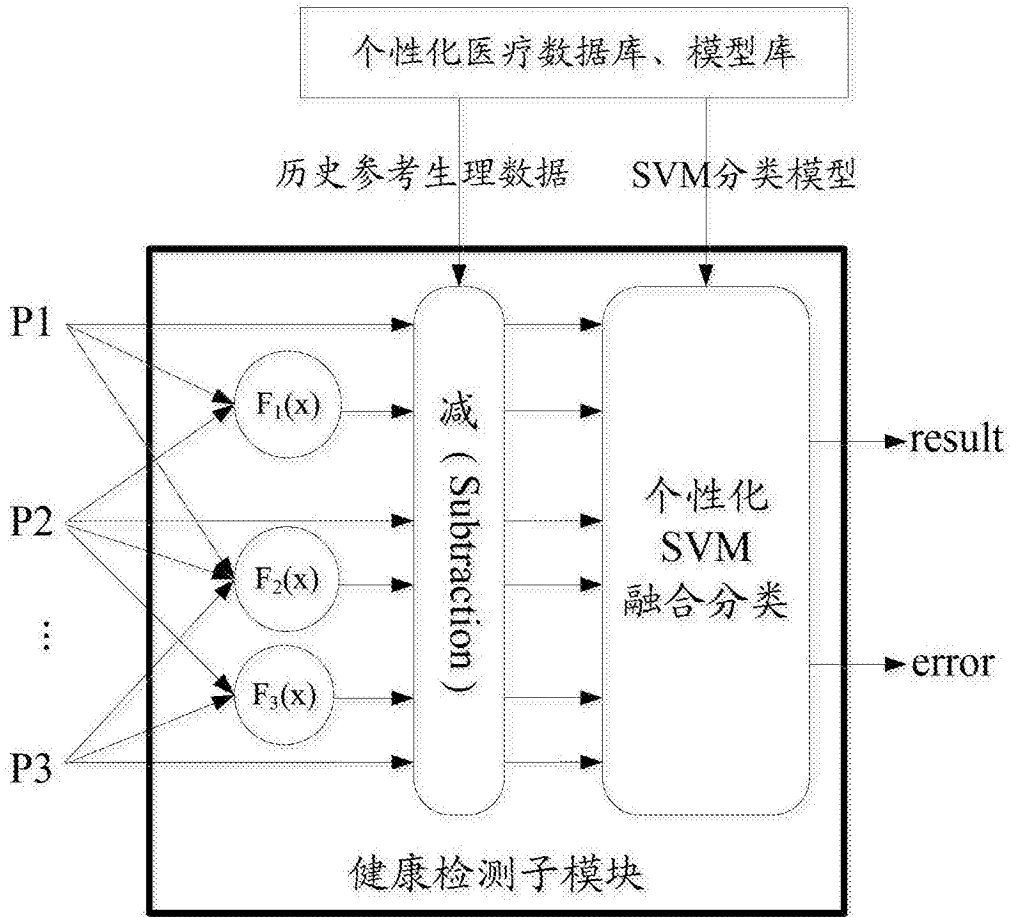 个性化医疗数据库、模型库
历史参考生理数据
SVM分类模型
P1
F₁(x)
P2
F₂(x)
⋮
F₃(x)
P3
减（Subtraction）
个性化
SVM
融合分类
result
error
健康检测子模块